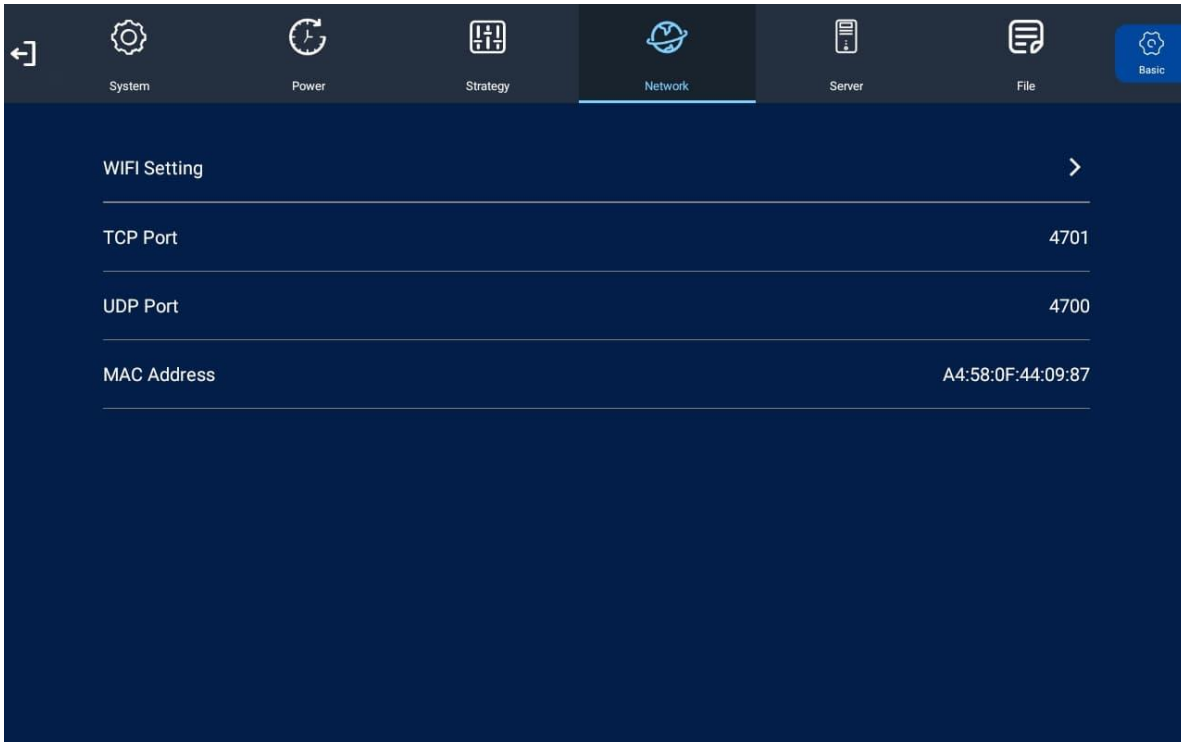 System Power Strategy Network Server File Basic
WIFI Setting
TCP Port 4701
UDP Port 4700
MAC Address A4:58:0F:44:09:87